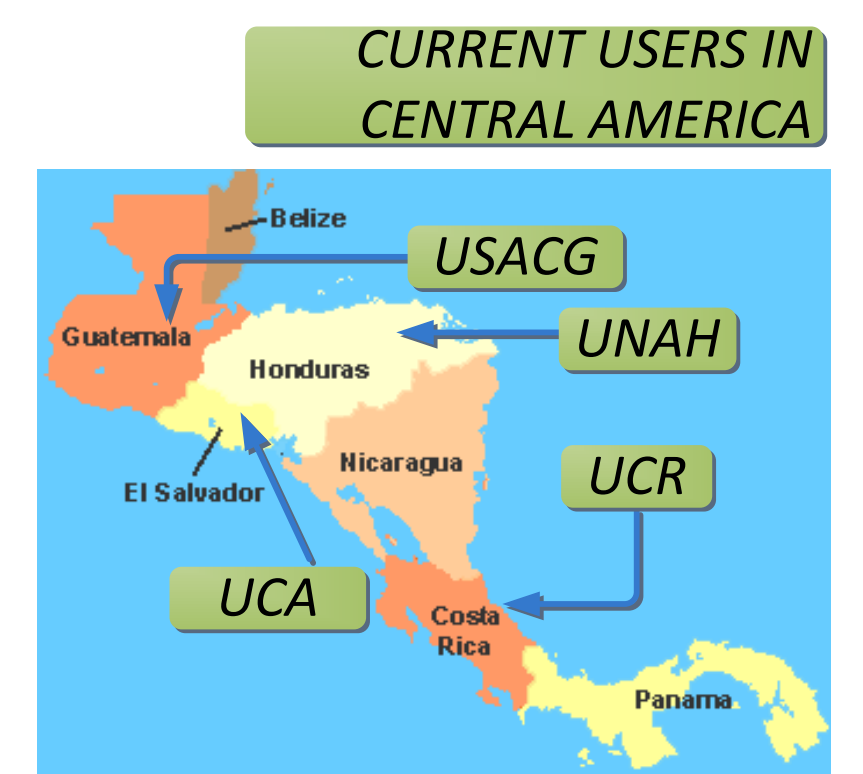 CURRENT USERS IN
CENTRAL AMERICA
Belize
USACG
UNAH
Guatemala
Honduras
Nicaragua
UCR
El Salvador
UCA
Costa
Rica
Panama